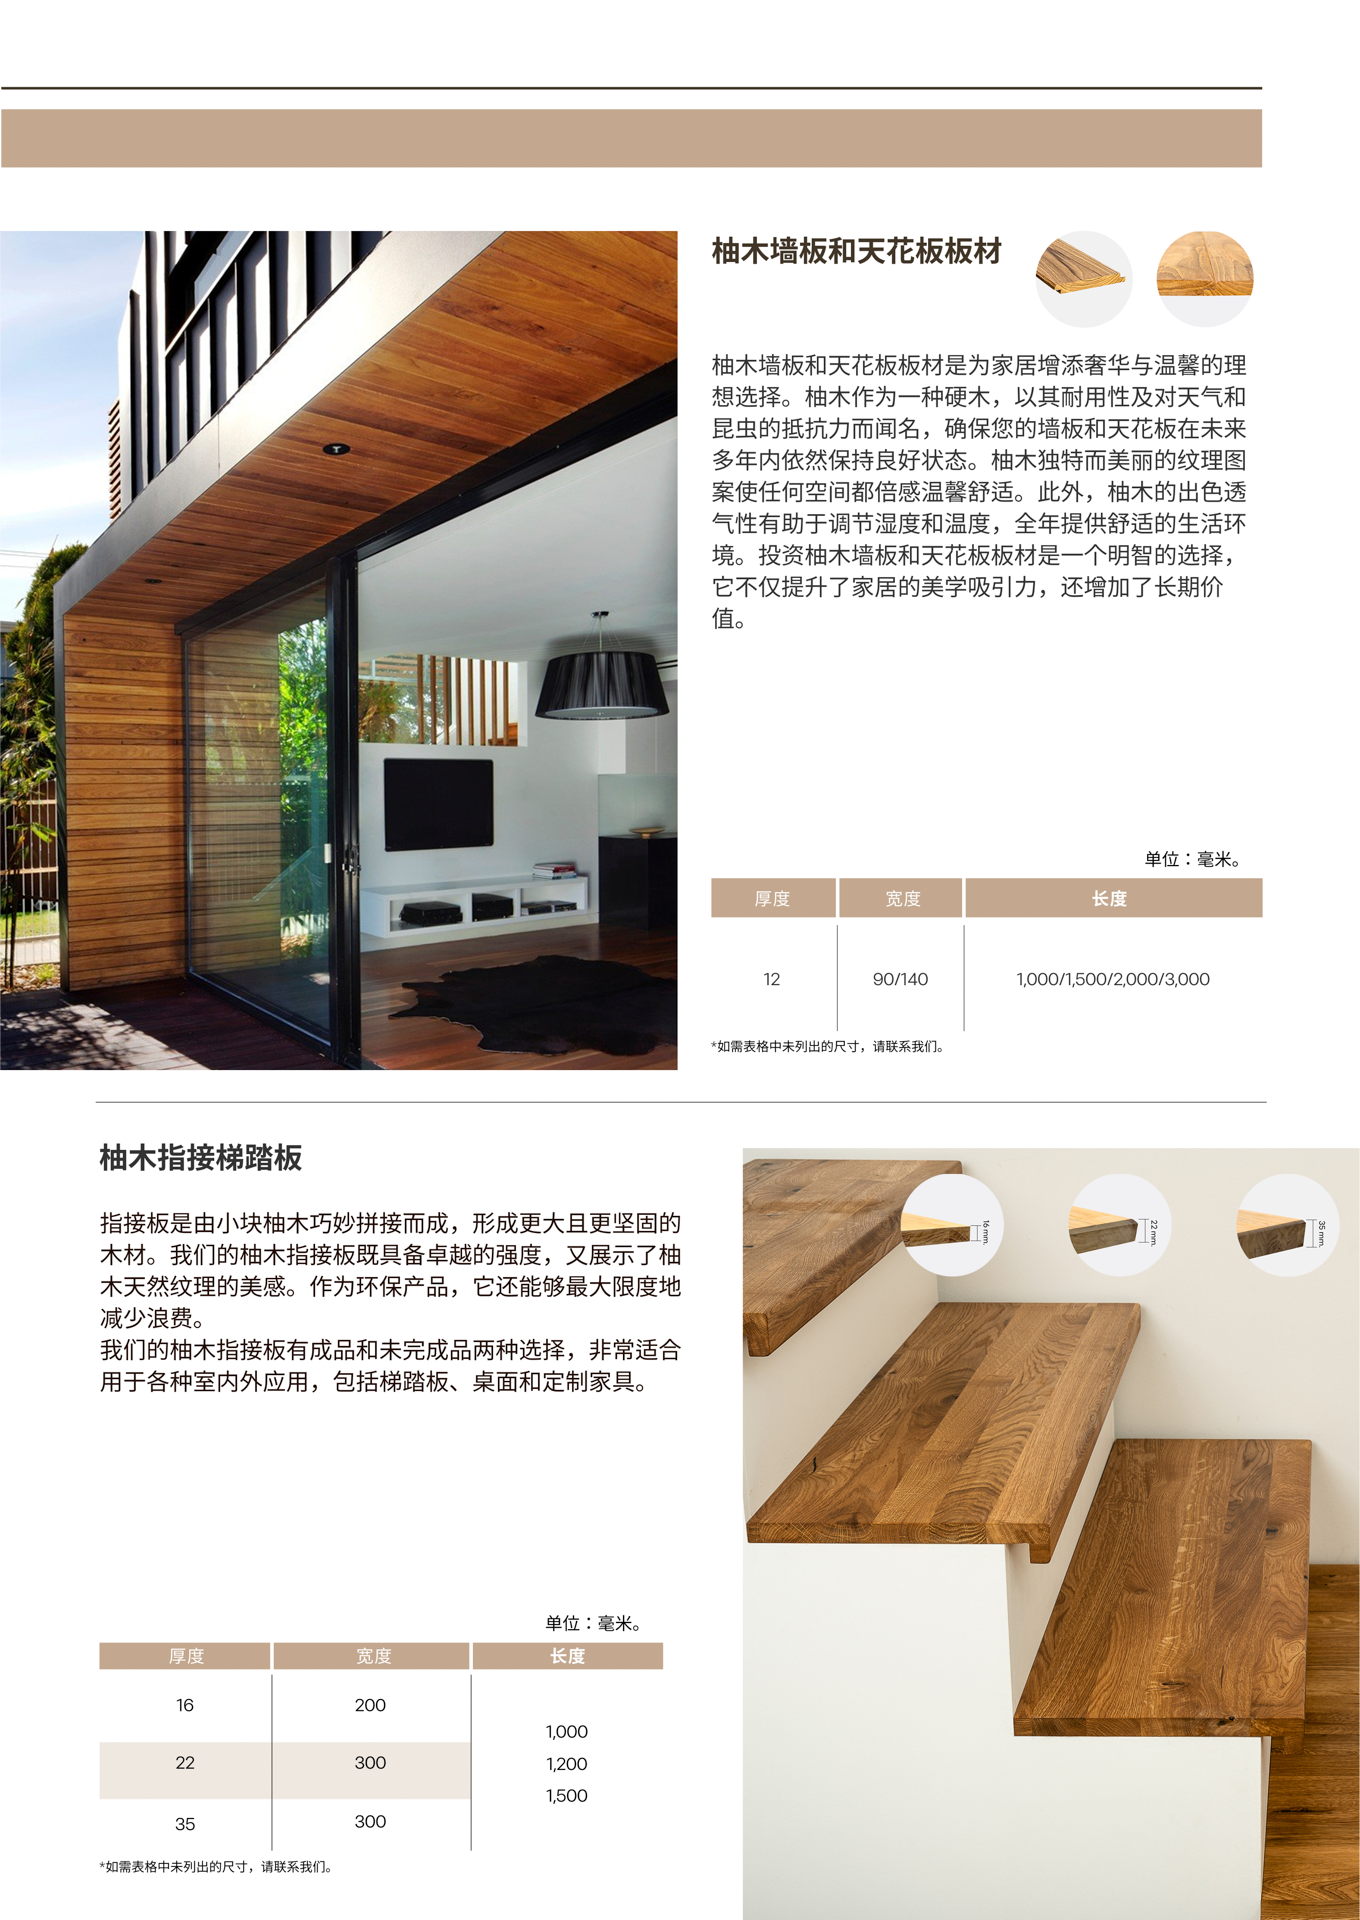 柚木墙板和天花板板材
柚木墙板和天花板板材是为家居增添奢华与温馨的理
想选择。柚木作为一种硬木，以其耐用性及对天气和
昆虫的抵抗力而闻名，确保您的墙板和天花板在未来
多年内依然保持良好状态。柚木独特而美丽的纹理图
案使任何空间都倍感温馨舒适。此外，柚木的出色透
气性有助于调节湿度和温度，全年提供舒适的生活环
境。投资柚木墙板和天花板板材是一个明智的选择，
它不仅提升了家居的美学吸引力，还增加了长期价
值。
单位：毫米。
厚度 宽度 长度
12 90/140 1,000/1,500/2,000/3,000
*如需表格中未列出的尺寸，请联系我们。
柚木指接梯踏板
指接板是由小块柚木巧妙拼接而成，形成更大且更坚固的
木材。我们的柚木指接板既具备卓越的强度，又展示了柚
木天然纹理的美感。作为环保产品，它还能够最大限度地
减少浪费。
我们的柚木指接板有成品和未完成品两种选择，非常适合
用于各种室内外应用，包括梯踏板、桌面和定制家具。
16 mm.
22 mm.
35 mm.
单位：毫米。
厚度 宽度 长度
16 200
1,000
22 300
1,200
1,500
35 300
*如需表格中未列出的尺寸，请联系我们。